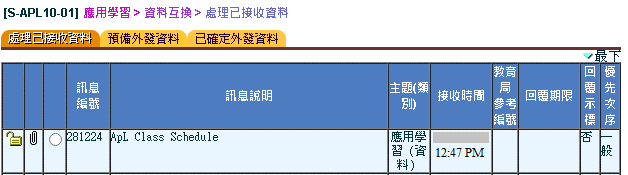 [S-APL10-01] 應用學習 > 資料互換 > 處理已接收資料
處理已接收資料 預備外發資料 已確定外發資料
最下
訊息編號 訊息說明 主題(類別) 接收時間 教育局參考編號 回覆期限 回覆示標 優先次序
281224 ApL Class Schedule 應用學習（資料） 12:47 PM 否 一般